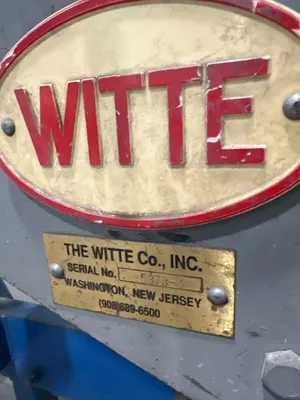 WITTE
THE WITTE Co., INC.
SERIAL No.
WASHINGTON, NEW JERSEY
(908)689-6500